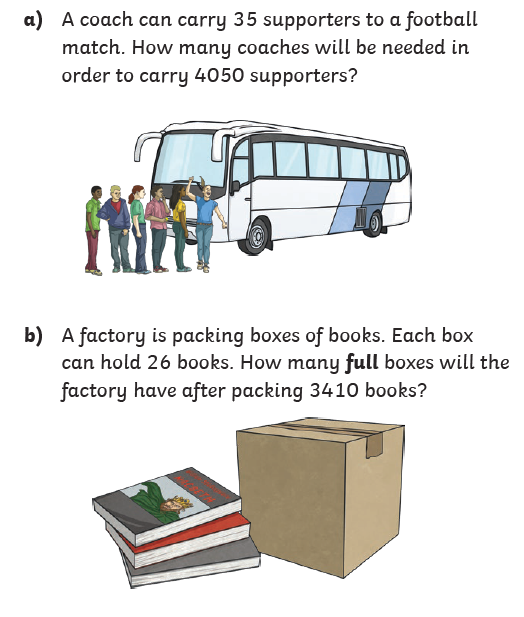 a) A coach can carry 35 supporters to a football
match. How many coaches will be needed in
order to carry 4050 supporters?
b) A factory is packing boxes of books. Each box
can hold 26 books. How many full boxes will the
factory have after packing 3410 books?